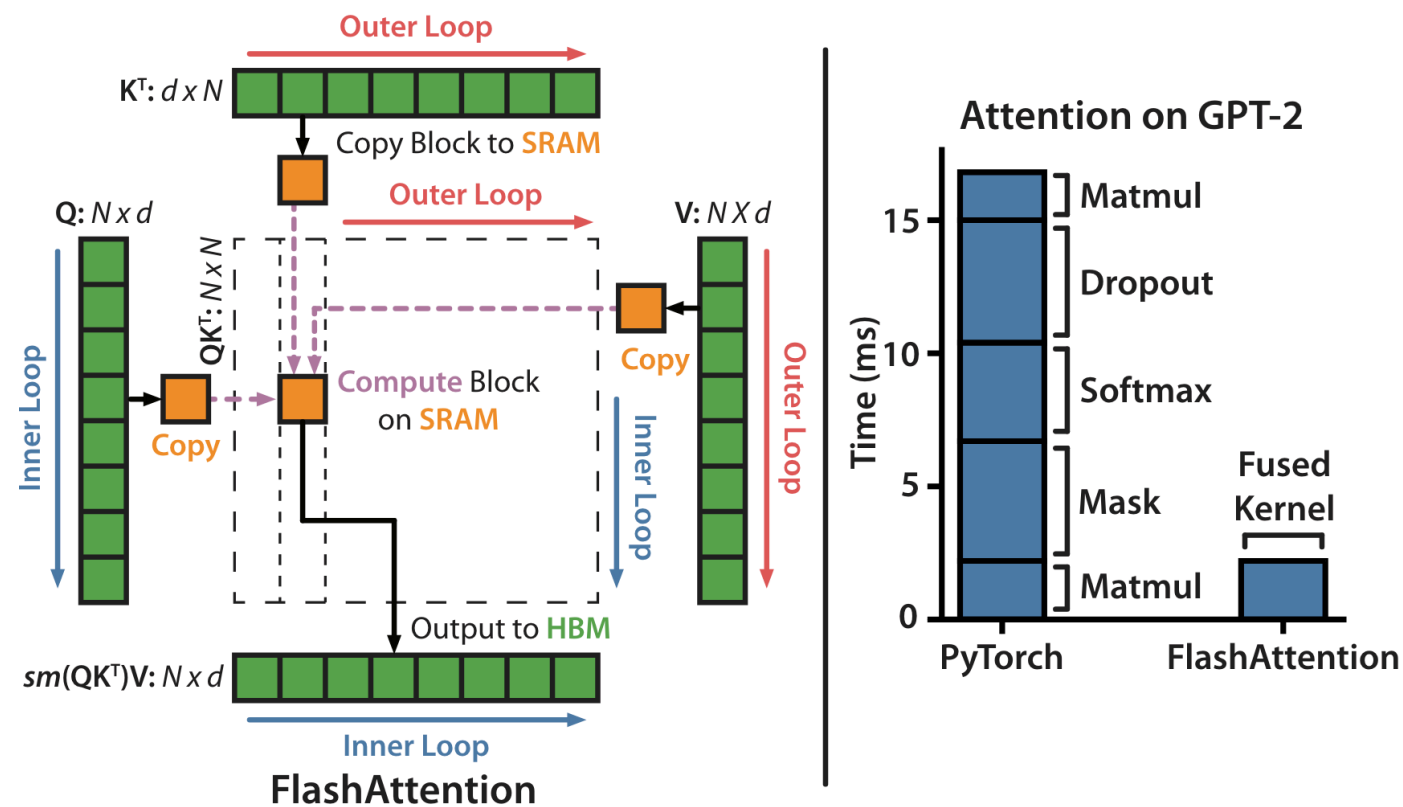 Outer Loop
Kᵀ: d x N
Copy Block to SRAM
Outer Loop
Q: N x d
V: N X d
QKᵀ: N x N
Copy
Inner Loop
Compute Block
on SRAM
Copy
Inner Loop
Outer Loop
Output to HBM
sm(QKᵀ)V: N x d
Inner Loop
FlashAttention
Attention on GPT-2
Time (ms)
15
10
5
0
Matmul
Dropout
Softmax
Mask
Matmul
Fused
Kernel
PyTorch
FlashAttention